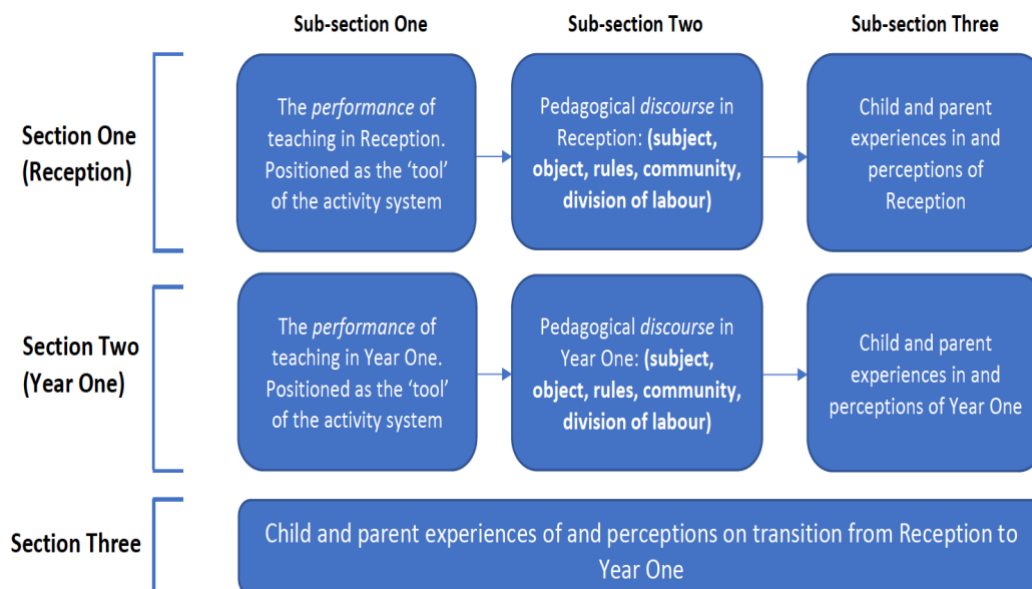 Sub-section One
Sub-section Two
Sub-section Three
Section One
(Reception)
The performance of
teaching in Reception.
Positioned as the ‘tool’
of the activity system
Pedagogical discourse in
Reception: (subject,
object, rules, community,
division of labour)
Child and parent
experiences in and
perceptions of
Reception
Section Two
(Year One)
The performance of
teaching in Year One.
Positioned as the ‘tool’
of the activity system
Pedagogical discourse in
Year One: (subject,
object, rules, community,
division of labour)
Child and parent
experiences in and
perceptions of Year One
Section Three
Child and parent experiences of and perceptions on transition from Reception to
Year One